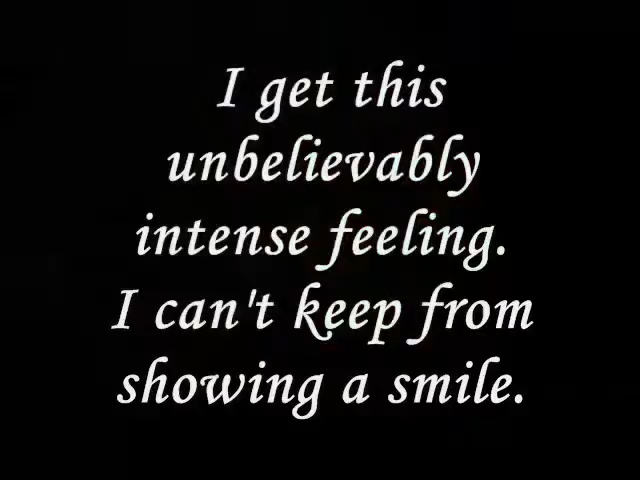 I get this
unbelievably
intense feeling.
I can't keep from
showing a smile.